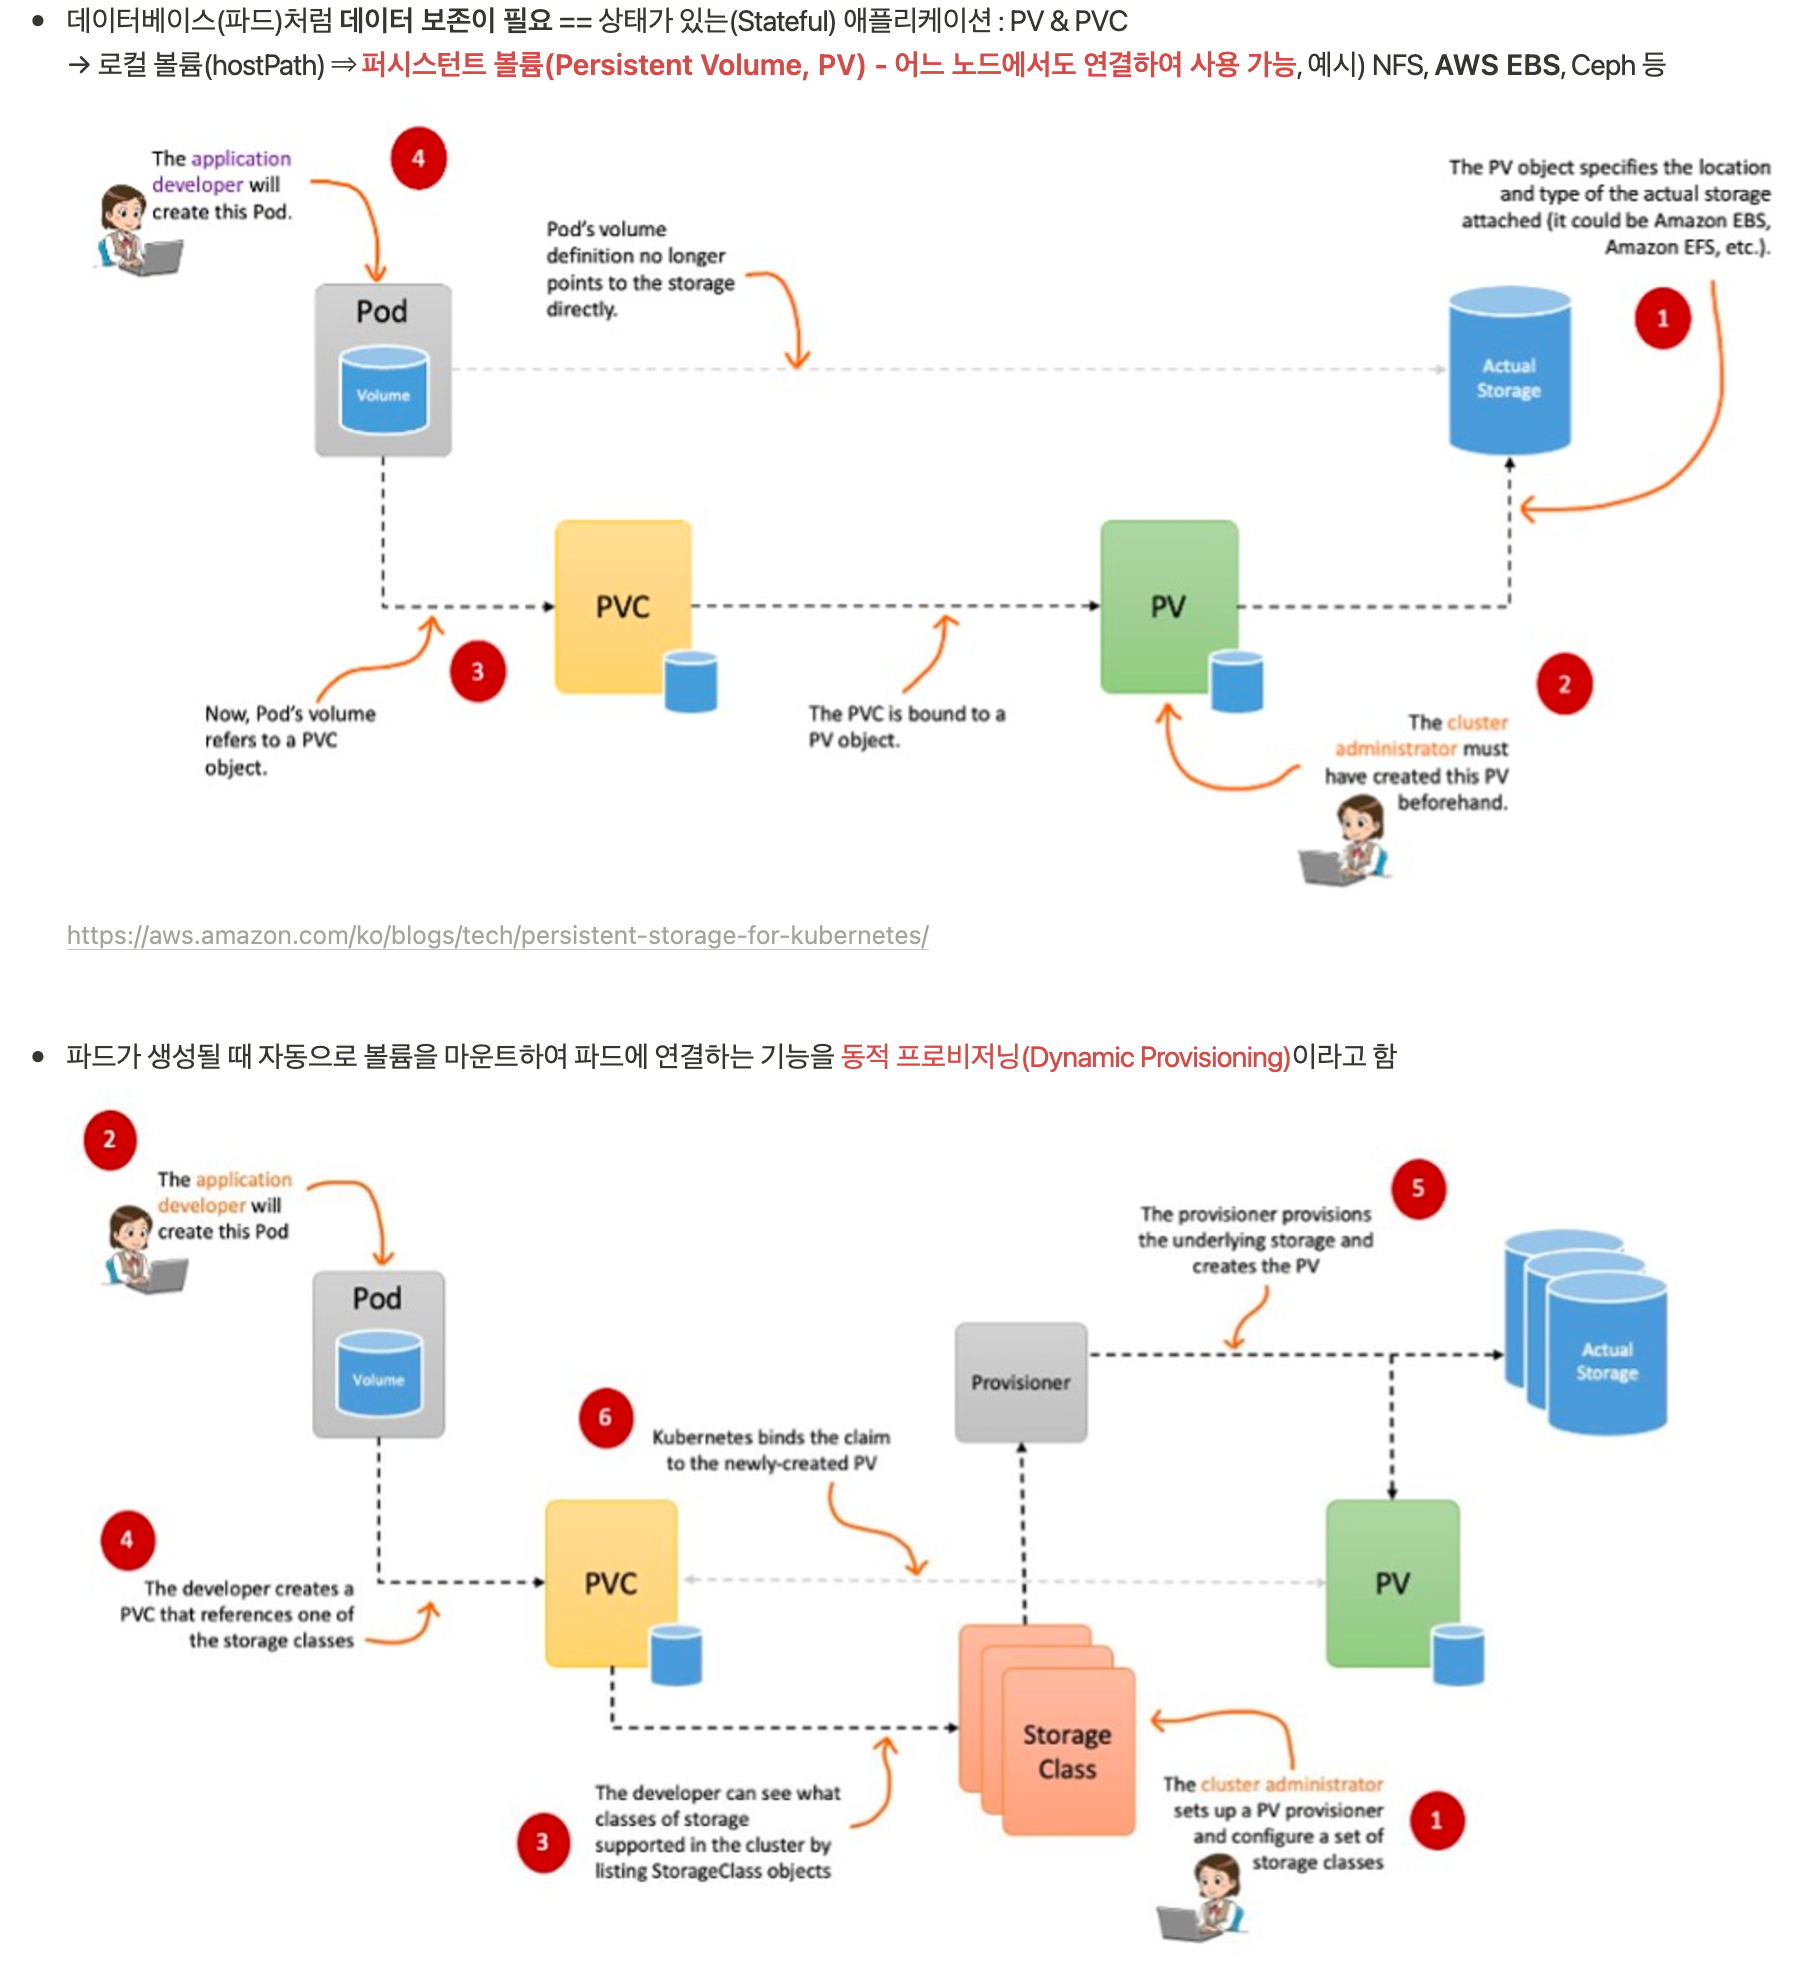 • 데이터베이스(파드)처럼 데이터 보존이 필요 == 상태가 있는(Stateful) 애플리케이션 : PV & PVC
→ 로컬 볼륨(hostPath) ⇒ 퍼시스턴트 볼륨(Persistent Volume, PV) - 어느 노드에서도 연결하여 사용 가능, 예시) NFS, AWS EBS, Ceph 등
The application
developer will
create this Pod.
4
Pod
Volume
Pod's volume
definition no longer
points to the storage
directly.
The PV object specifies the location
and type of the actual storage
attached (it could be Amazon EBS,
Amazon EFS, etc.).
1
Actual
Storage
PVC
PV
3
Now, Pod's volume
refers to a PVC
object.
The PVC is bound to a
PV object.
2
The cluster
administrator must
have created this PV
beforehand.
https://aws.amazon.com/ko/blogs/tech/persistent-storage-for-kubernetes/
• 파드가 생성될 때 자동으로 볼륨을 마운트하여 파드에 연결하는 기능을 동적 프로비저닝(Dynamic Provisioning)이라고 함
2
The application
developer will
create this Pod
Pod
Volume
5
The provisioner provisions
the underlying storage and
creates the PV
Provisioner
Actual
Storage
6
Kubernetes binds the claim
to the newly-created PV
4
The developer creates a
PVC that references one of
the storage classes
PVC
PV
Storage
Class
3
The developer can see what
classes of storage
supported in the cluster by
listing StorageClass objects
The cluster administrator
sets up a PV provisioner
and configure a set of
storage classes
1